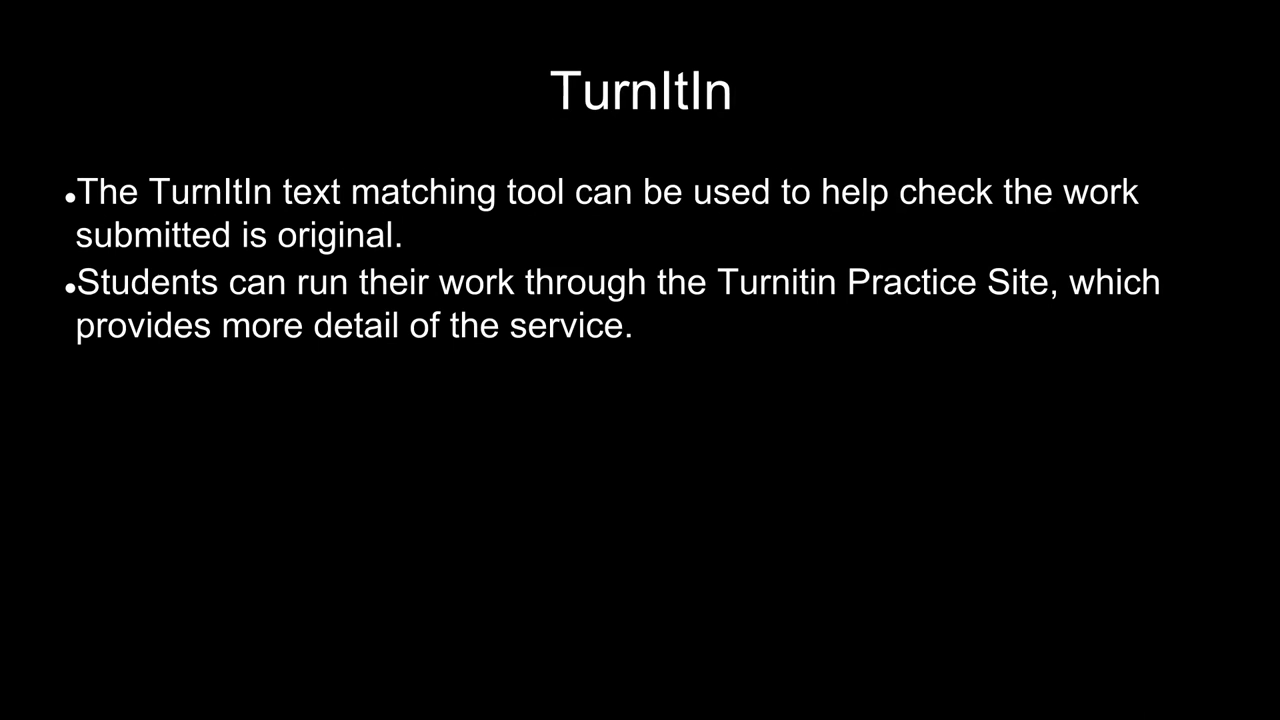 TurnItIn
●The TurnItIn text matching tool can be used to help check the work
submitted is original.
●Students can run their work through the Turnitin Practice Site, which
provides more detail of the service.